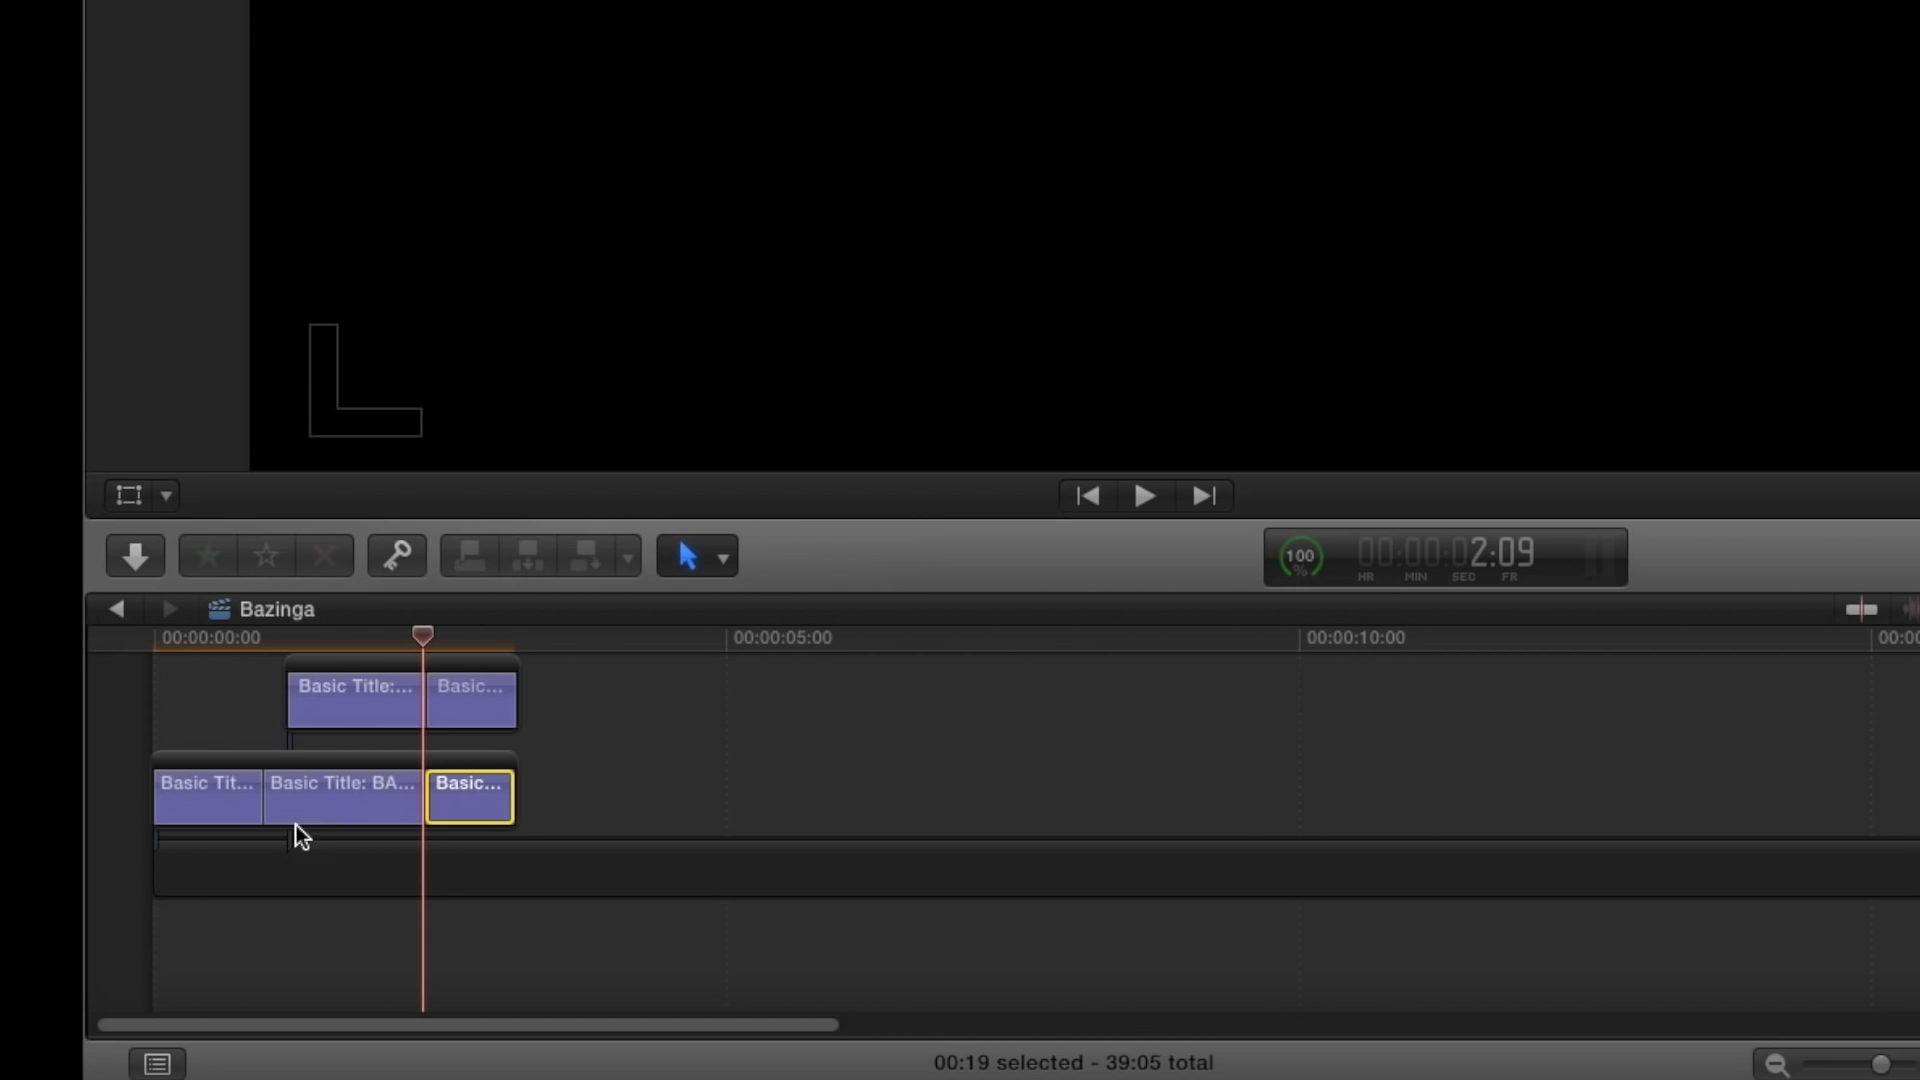 100
%
00:00:02:09
HR MIN SEC FR
Bazinga
00:00:00:00 00:00:05:00 00:00:10:00
Basic Title:... Basic...
Basic Tit... Basic Title: BA... Basic...
00:19 selected - 39:05 total